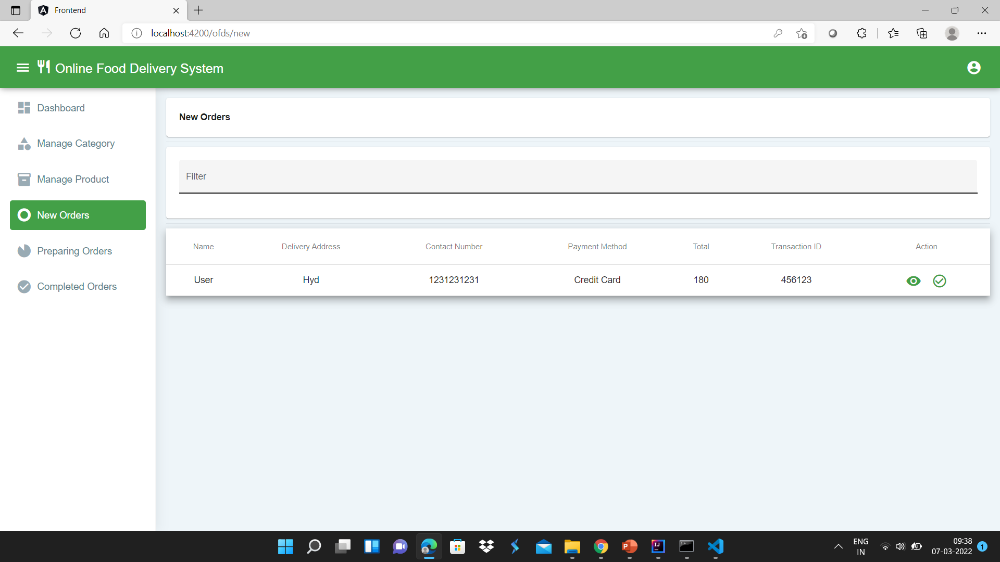 Frontend
localhost:4200/ofds/new
Online Food Delivery System
Dashboard
Manage Category
Manage Product
New Orders
Preparing Orders
Completed Orders
New Orders
Filter
Name Delivery Address Contact Number Payment Method Total Transaction ID Action
User Hyd 1231231231 Credit Card 180 456123
ENG
IN
09:38
07-03-2022
1